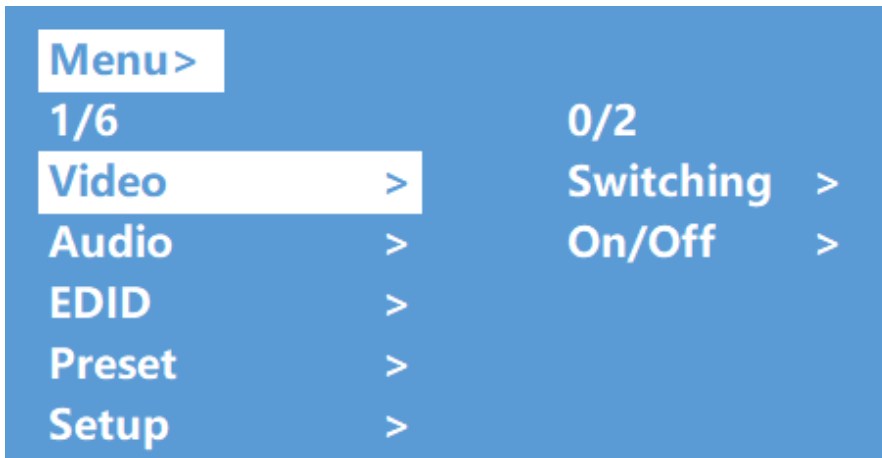 Menu>
1/6 0/2
Video > Switching >
Audio > On/Off >
EDID >
Preset >
Setup >